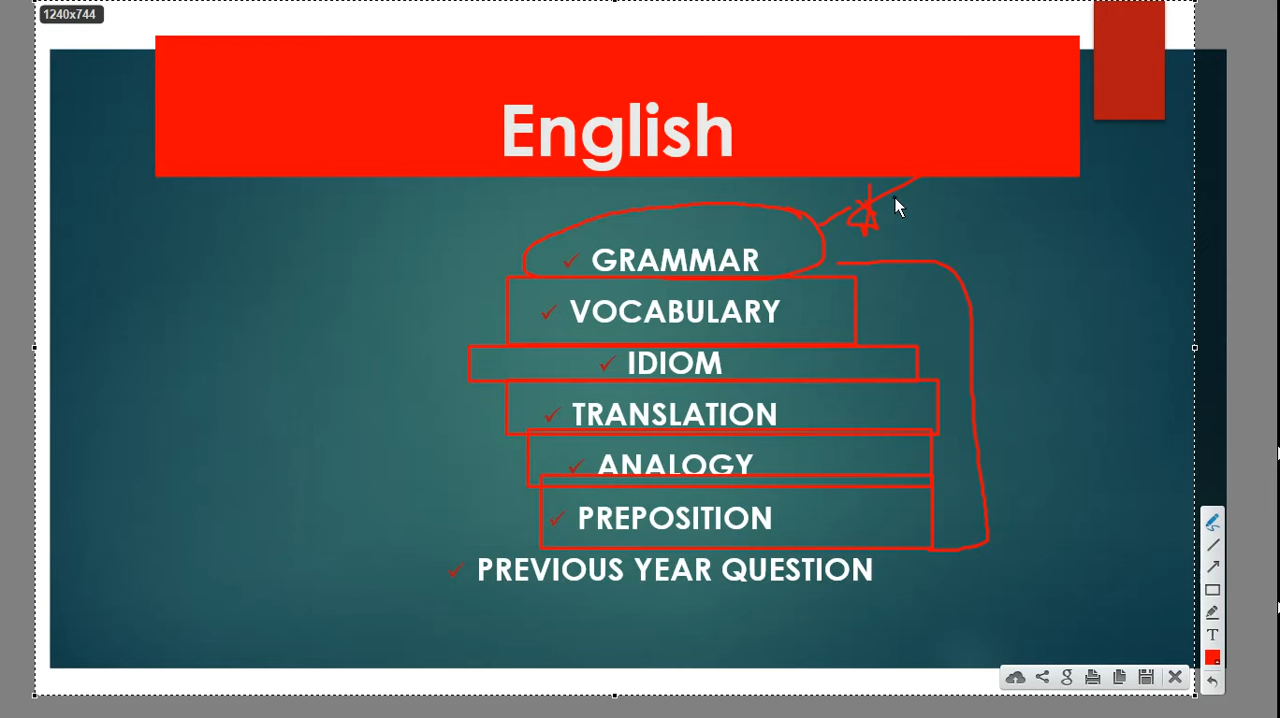 1240x744
English
GRAMMAR
VOCABULARY
IDIOM
TRANSLATION
ANALOGY
PREPOSITION
PREVIOUS YEAR QUESTION